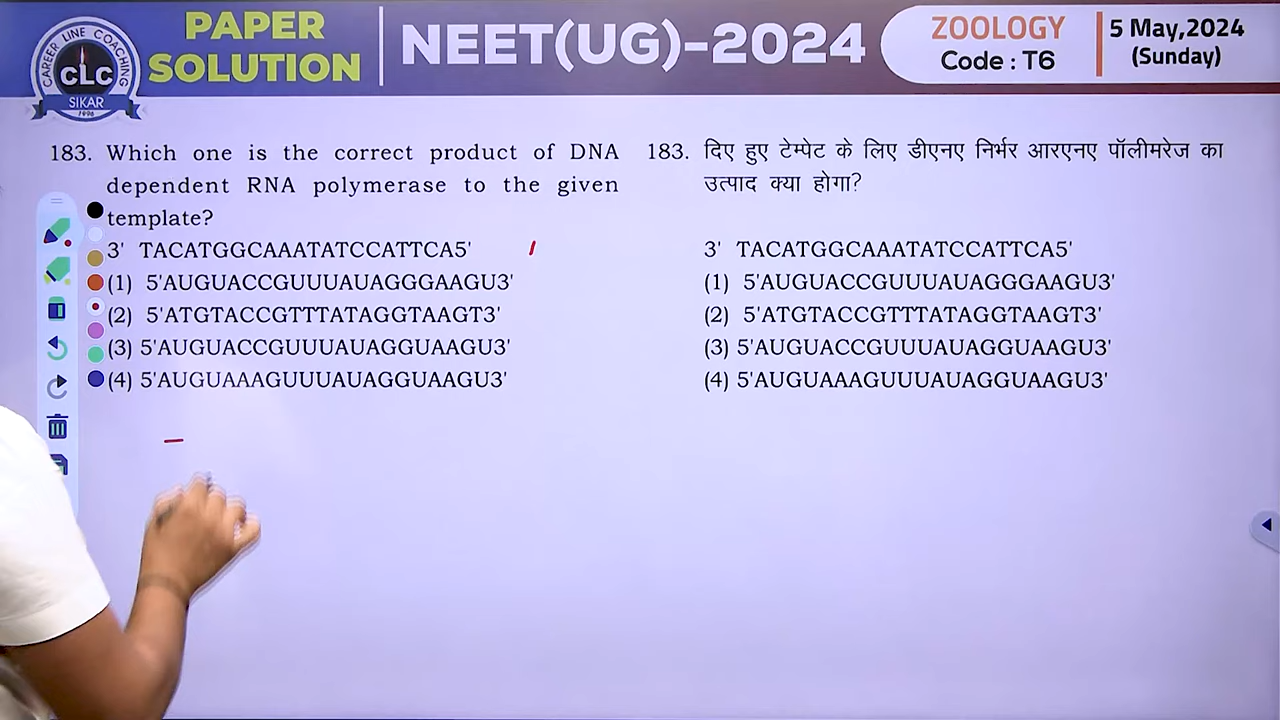 CAREER LINE COACHING
CLC
SIKAR
1996
PAPER
SOLUTION
NEET(UG)-2024
ZOOLOGY
Code : T6
5 May,2024
(Sunday)
183. Which one is the correct product of DNA
dependent RNA polymerase to the given
template?
3' TACATGGCAAATATCCATTCA5'
(1) 5'AUGUACCGUUUAUAGGGAAGU3'
(2) 5'ATGTACCGTTTATAGGTAAGT3'
(3) 5'AUGUACCGUUUAUAGGUAAGU3'
(4) 5'AUGUAAAGUUUAUAGGUAAGU3'
183. दिए हुए टेम्पेट के लिए डीएनए निर्भर आरएनए पॉलीमरेज का
उत्पाद क्या होगा?
3' TACATGGCAAATATCCATTCA5'
(1) 5'AUGUACCGUUUAUAGGGAAGU3'
(2) 5'ATGTACCGTTTATAGGTAAGT3'
(3) 5'AUGUACCGUUUAUAGGUAAGU3'
(4) 5'AUGUAAAGUUUAUAGGUAAGU3'